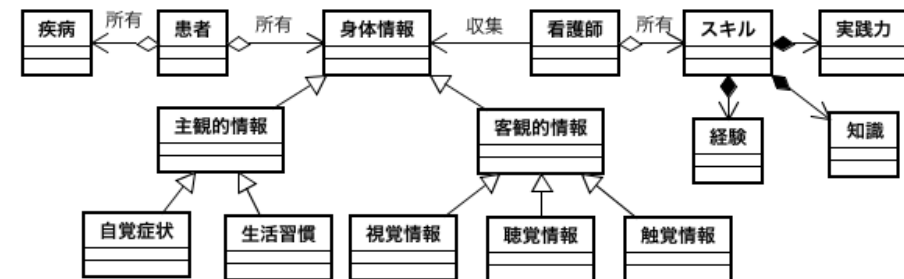 疾病 所有 患者 所有 身体情報 収集 看護師 所有 スキル 実践力
主観的情報 客観的情報 経験 知識
自覚症状 生活習慣 視覚情報 聴覚情報 触覚情報